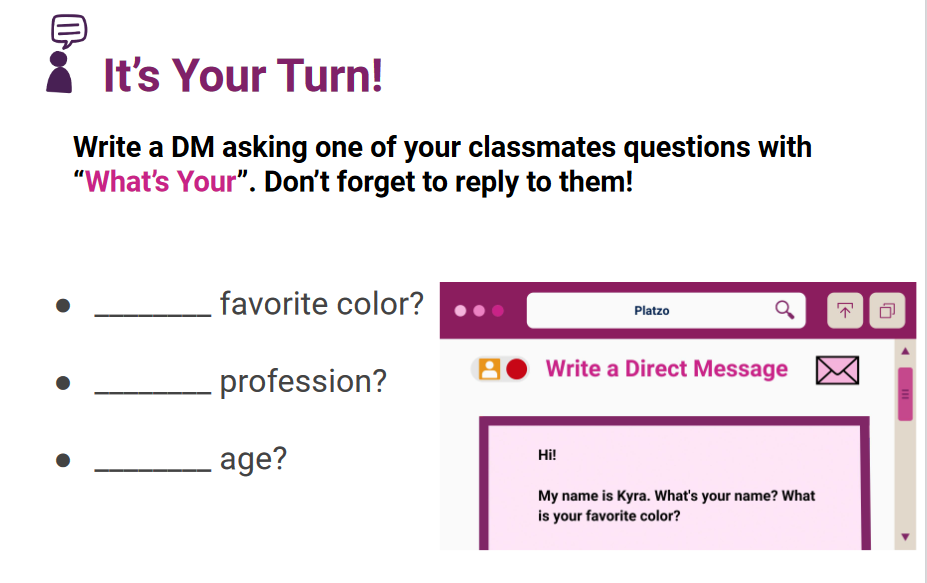 It's Your Turn!
Write a DM asking one of your classmates questions with
“What's Your”. Don't forget to reply to them!
● ________ favorite color?
● ________ profession?
● ________ age?
Platzo
Write a Direct Message
Hi!
My name is Kyra. What's your name? What
is your favorite color?